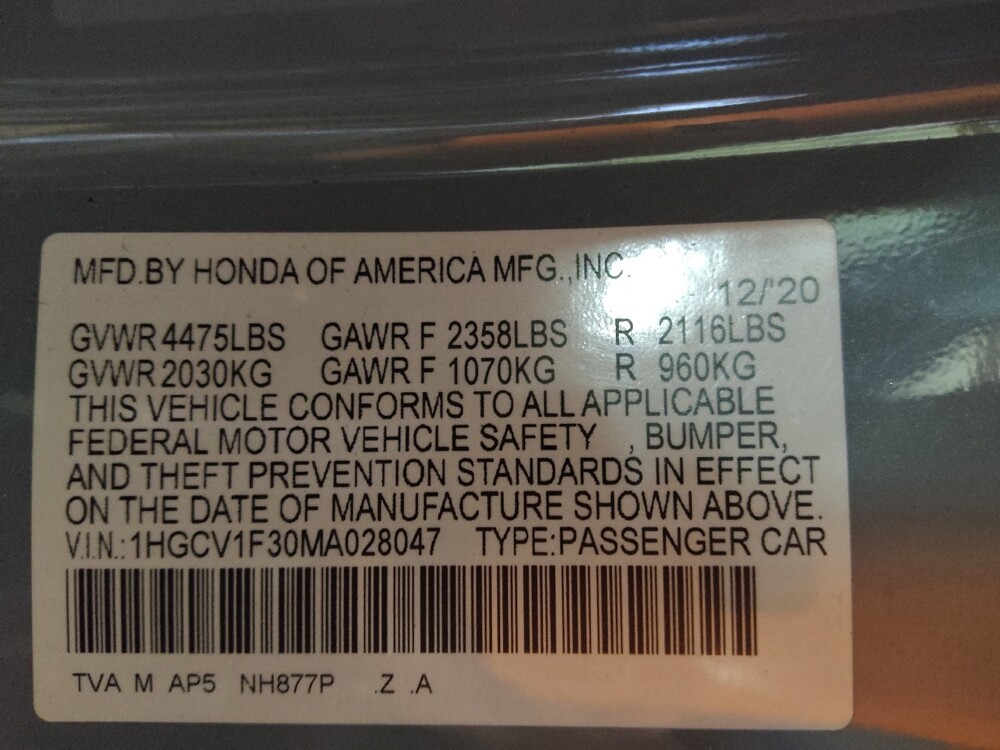 MFD.BY HONDA OF AMERICA MFG.,INC.
12/'20
GVWR 4475LBS GAWR F 2358LBS R 2116LBS
GVWR 2030KG GAWR F 1070KG R 960KG
THIS VEHICLE CONFORMS TO ALL APPLICABLE
FEDERAL MOTOR VEHICLE SAFETY , BUMPER,
AND THEFT PREVENTION STANDARDS IN EFFECT
ON THE DATE OF MANUFACTURE SHOWN ABOVE.
V.I.N.:1HGCV1F30MA028047 TYPE:PASSENGER CAR
TVA M AP5 NH877P .Z .A